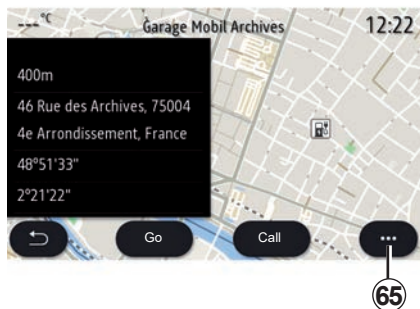 ---°C
Garage Mobil Archives
12:22
400m
46 Rue des Archives, 75004
4e Arrondissement, France
48°51'33"
2°21'22"
Go
Call
...
65